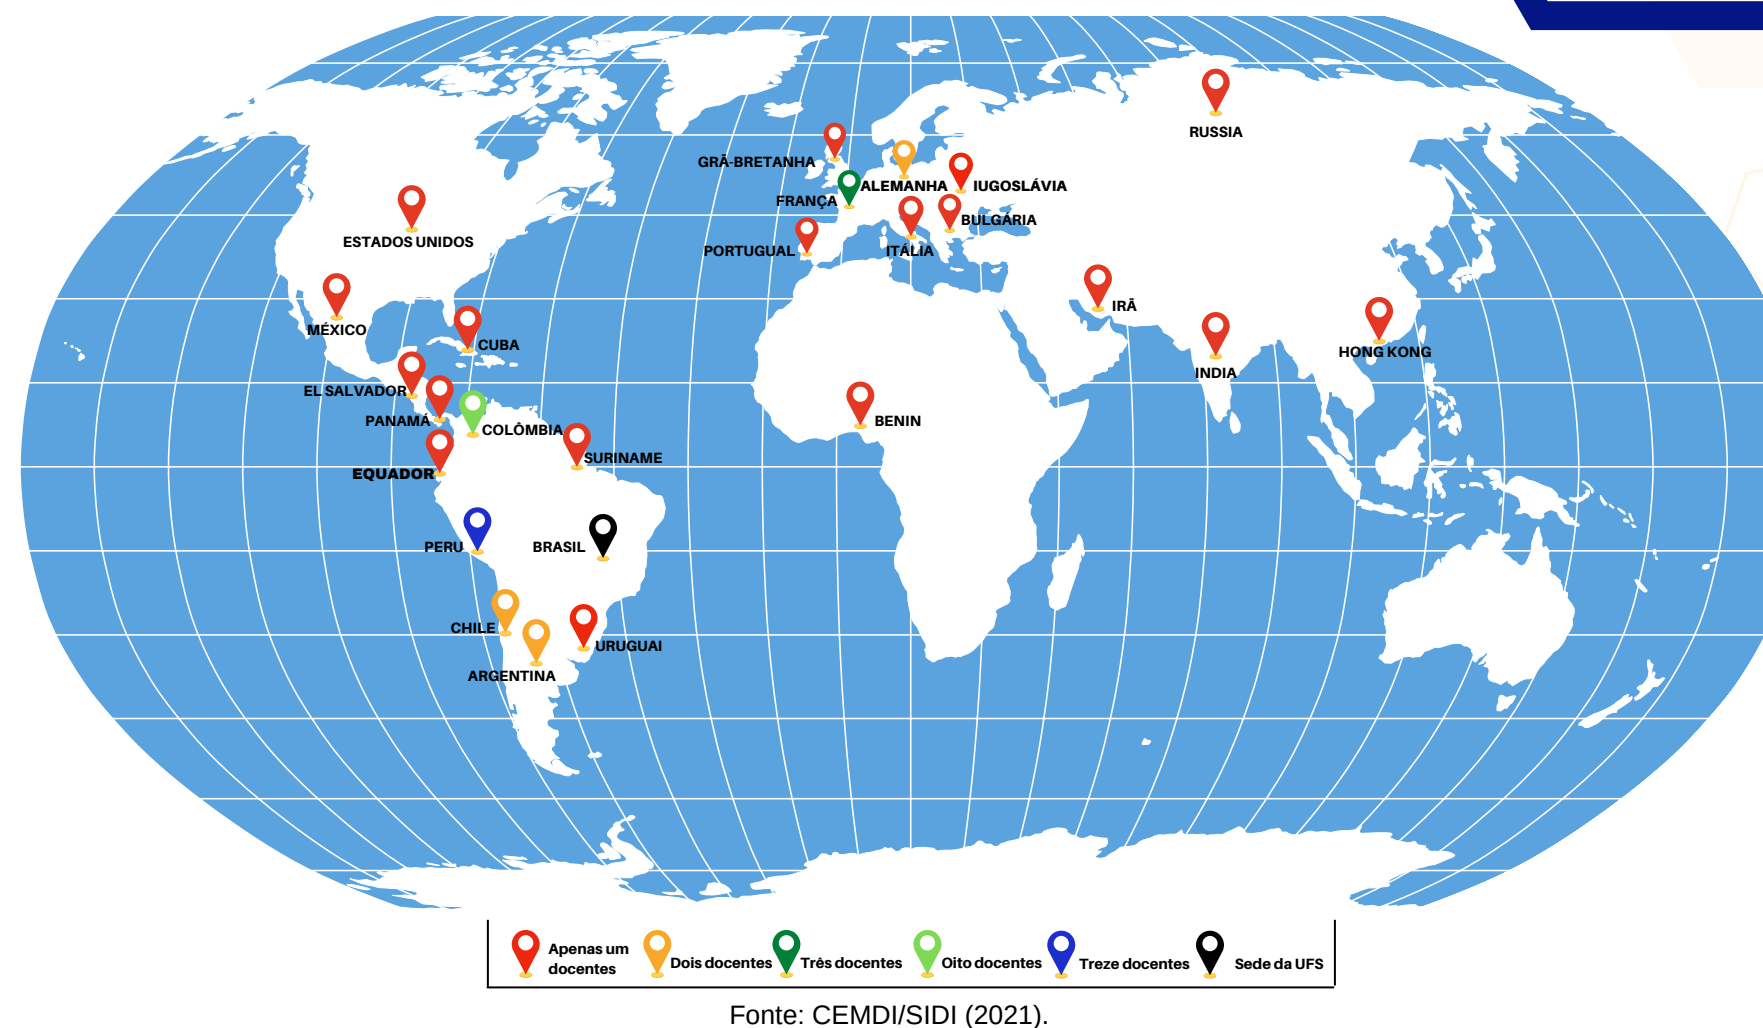 RUSSIA
GRÃ-BRETANHA
ALEMANHA
IUGOSLÁVIA
FRANÇA
BULGÁRIA
ESTADOS UNIDOS
PORTUGUAL
ITÁLIA
IRÃ
MÉXICO
CUBA
HONG KONG
INDIA
EL SALVADOR
PANAMÁ
BENIN
COLÔMBIA
SURINAME
EQUADOR
PERU
BRASIL
CHILE
URUGUAI
ARGENTINA
Apenas um
docentes
Dois docentes
Três docentes
Oito docentes
Treze docentes
Sede da UFS
Fonte: CEMDI/SIDI (2021).